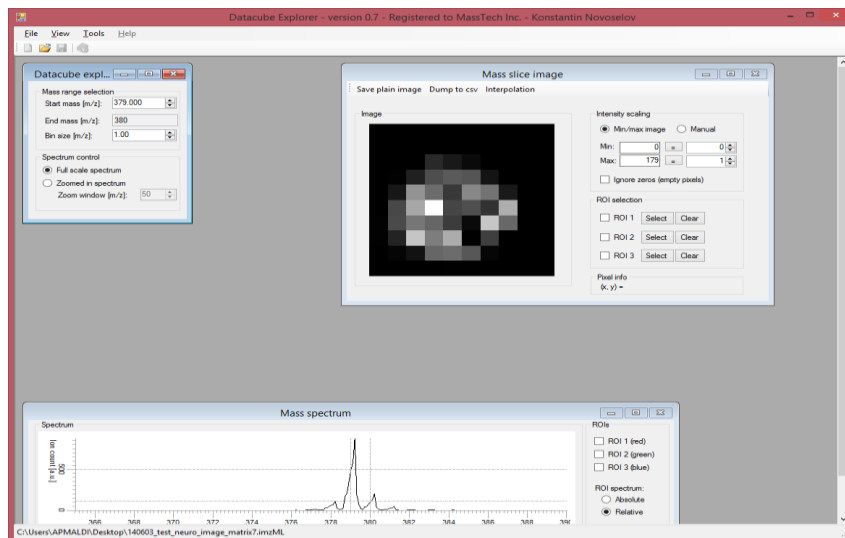 Datacube Explorer - version 0.7 - Registered to MassTech Inc. - Konstantin Novoselov
File View Tools Help
Datacube expl...
Mass range selection
Start mass [m/z]: 379.000
End mass [m/z]: 380
Bin size [m/z]: 1.00
Spectrum control
Full scale spectrum
Zoomed in spectrum
Zoom window [m/z]: 50
Mass slice image
Save plain image Dump to csv Interpolation
Image
Intensity scaling
Min/max image Manual
Min: 0 = 0
Max: 179 = 1
Ignore zeros (empty pixels)
ROI selection
ROI 1 Select Clear
ROI 2 Select Clear
ROI 3 Select Clear
Pixel info
(x, y) =
Mass spectrum
Spectrum
Ion count [a.u.]
500
0
366 368 370 372 374 376 378 380 382 384 386 388 390
ROIs
ROI 1 (red)
ROI 2 (green)
ROI 3 (blue)
ROI spectrum:
Absolute
Relative
C:\Users\APMALDI\Desktop\140603_test_neuro_image_matrix7.imzML